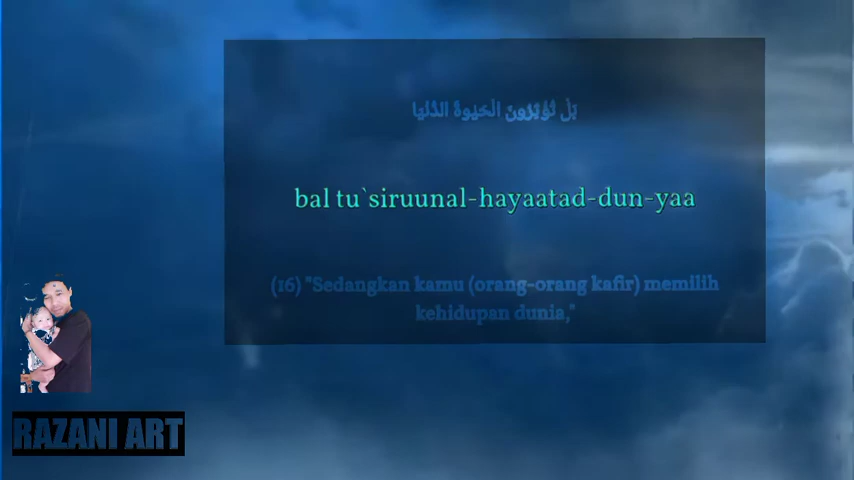 بَلْ تُؤْثِرُونَ الْحَيٰوةَ الدُّنْيَا
bal tu`siruunal-hayaatad-dun-yaa
(16) "Sedangkan kamu (orang-orang kafir) memilih
kehidupan dunia,"
RAZANI ART